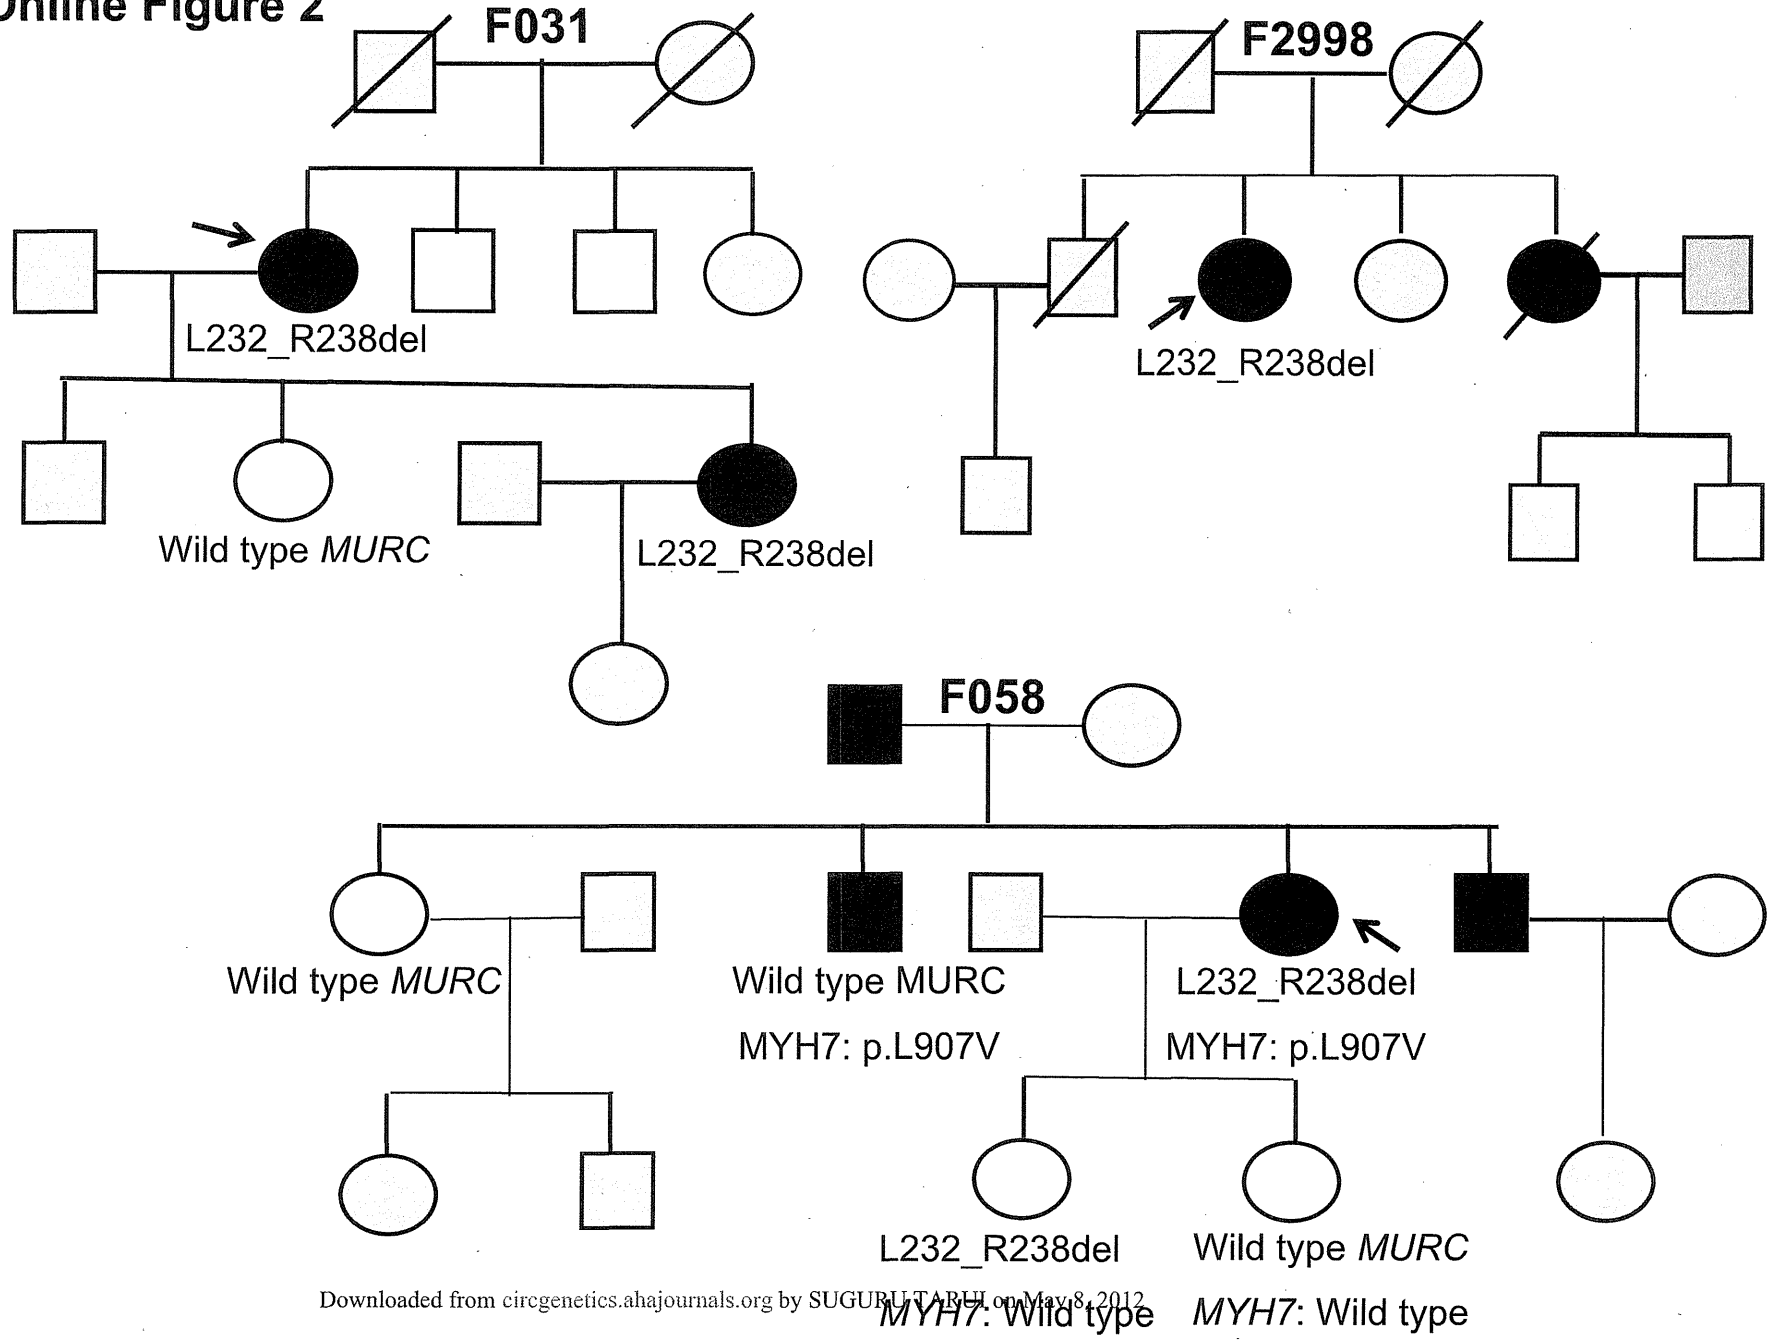 Online Figure 2
F031
F2998
L232_R238del
L232_R238del
Wild type MURC
L232_R238del
F058
Wild type MURC
Wild type MURC
L232_R238del
MYH7: p.L907V
MYH7: p.L907V
L232_R238del
Wild type MURC
Downloaded from circgenetics.ahajournals.org by SUGURU TARUI on May 8, 2012
MYH7: Wild type
MYH7: Wild type